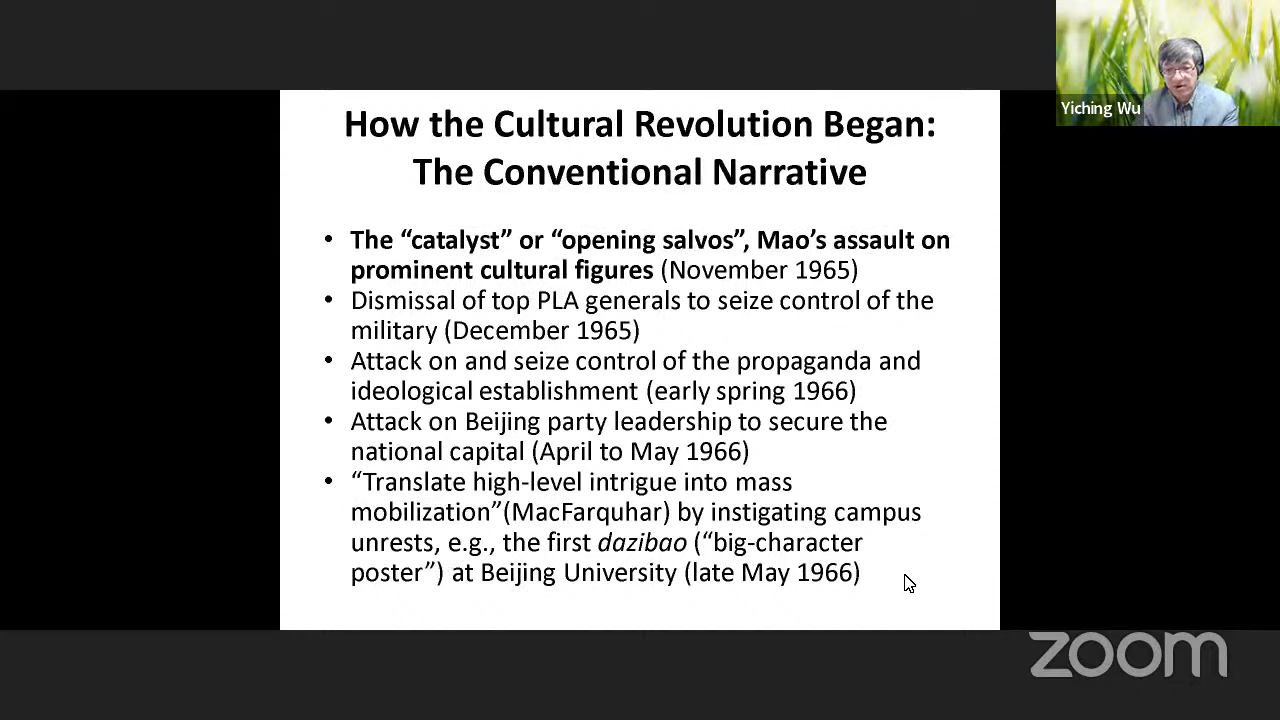 Yiching Wu
How the Cultural Revolution Began:
The Conventional Narrative
• The “catalyst” or “opening salvos”, Mao’s assault on
prominent cultural figures (November 1965)
• Dismissal of top PLA generals to seize control of the
military (December 1965)
• Attack on and seize control of the propaganda and
ideological establishment (early spring 1966)
• Attack on Beijing party leadership to secure the
national capital (April to May 1966)
• “Translate high-level intrigue into mass
mobilization”(MacFarquhar) by instigating campus
unrests, e.g., the first dazibao (“big-character
poster”) at Beijing University (late May 1966)
zoom